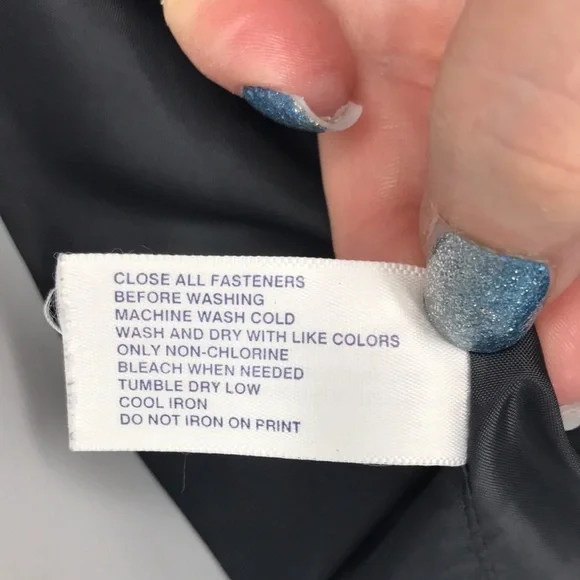 CLOSE ALL FASTENERS
BEFORE WASHING
MACHINE WASH COLD
WASH AND DRY WITH LIKE COLORS
ONLY NON-CHLORINE
BLEACH WHEN NEEDED
TUMBLE DRY LOW
COOL IRON
DO NOT IRON ON PRINT